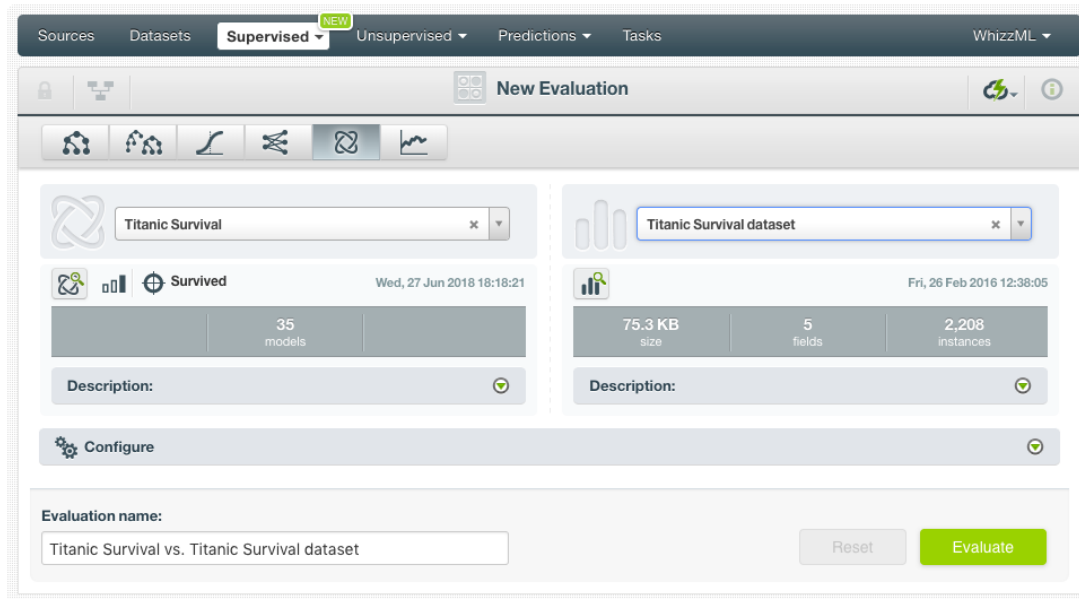 NEW
Sources Datasets Supervised Unsupervised Predictions Tasks WhizzML
New Evaluation
Titanic Survival
Titanic Survival dataset
Survived Wed, 27 Jun 2018 18:18:21
Fri, 26 Feb 2016 12:38:05
35
models
75.3 KB 5 2,208
size fields instances
Description:
Description:
Configure
Evaluation name:
Titanic Survival vs. Titanic Survival dataset
Reset Evaluate